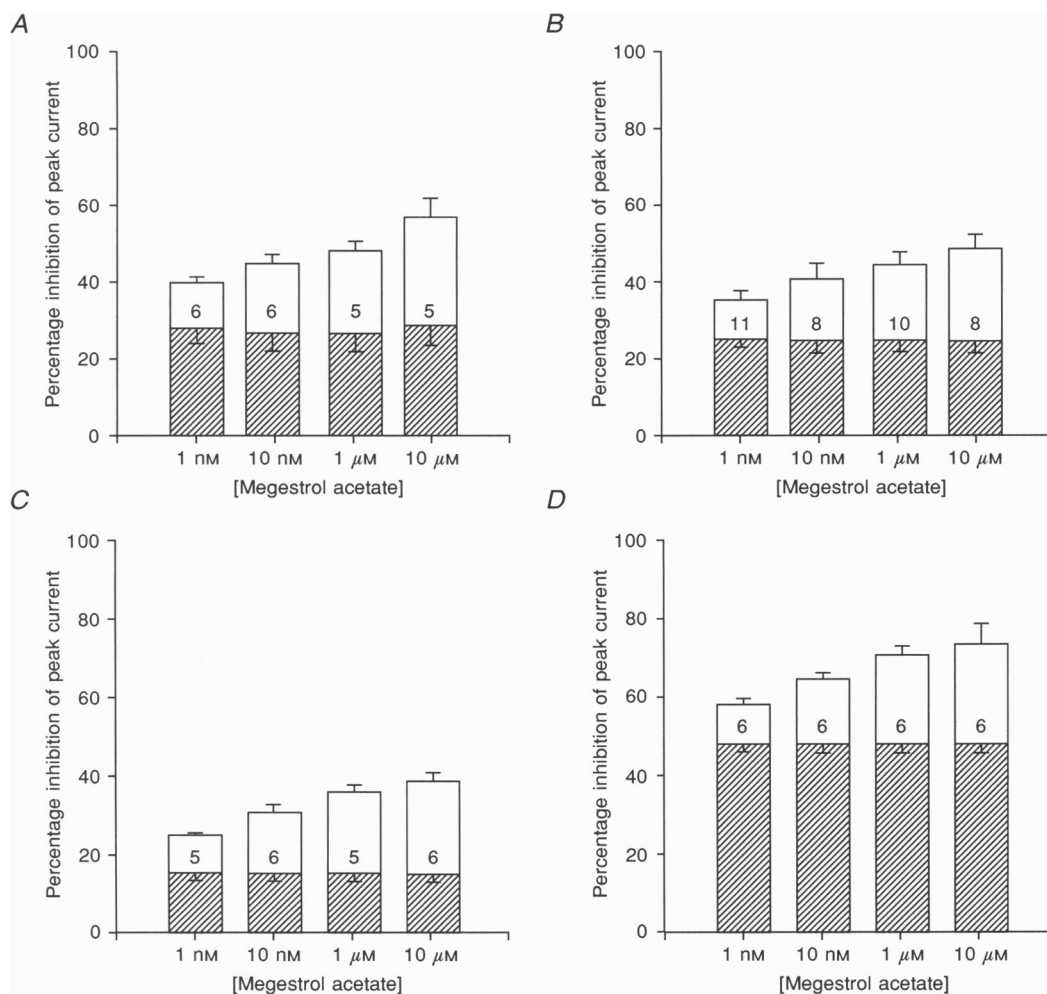 A
Percentage inhibition of peak current
100
80
60
40
20
0
6
6
5
5
1 nM
10 nM
1 μM
10 μM
[Megestrol acetate]
B
Percentage inhibition of peak current
100
80
60
40
20
0
11
8
10
8
1 nM
10 nM
1 μM
10 μM
[Megestrol acetate]
C
Percentage inhibition of peak current
100
80
60
40
20
0
5
6
5
6
1 nM
10 nM
1 μM
10 μM
[Megestrol acetate]
D
Percentage inhibition of peak current
100
80
60
40
20
0
6
6
6
6
1 nM
10 nM
1 μM
10 μM
[Megestrol acetate]